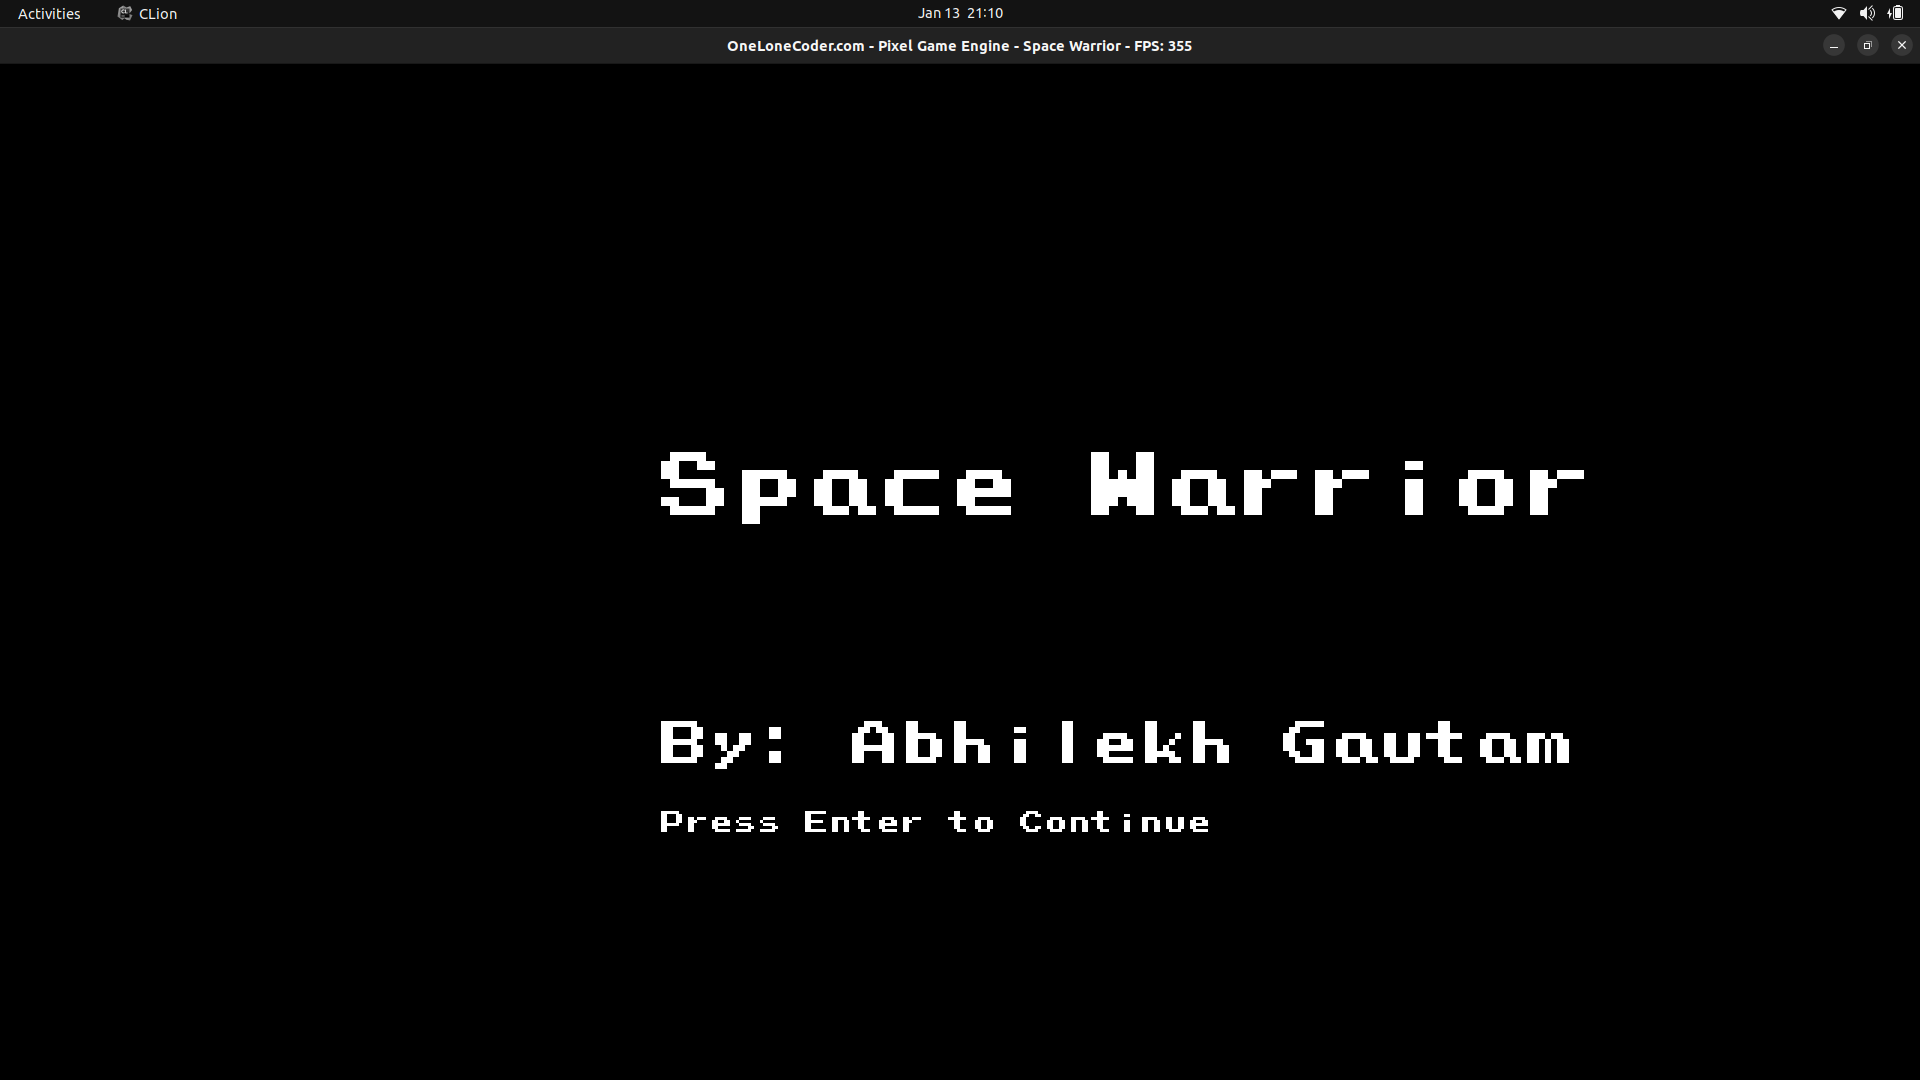 Activities CLion Jan 13 21:10
OneLoneCoder.com - Pixel Game Engine - Space Warrior - FPS: 355
Space Warrior
By: Abhilekh Gautam
Press Enter to Continue